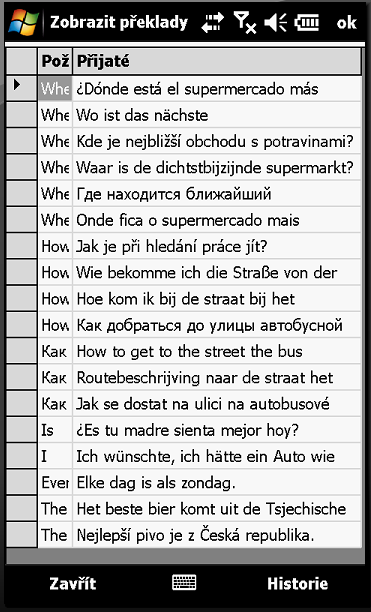 Zobrazit překlady ok
Pož Přijaté
Whe ¿Dónde está el supermercado más
Whe Wo ist das nächste
Whe Kde je nejbližší obchodu s potravinami?
Whe Waar is de dichtstbijzijnde supermarkt?
Whe Где находится ближайший
Whe Onde fica o supermercado mais
How Jak je při hledání práce jít?
How Wie bekomme ich die Straße von der
How Hoe kom ik bij de straat bij het
How Как добраться до улицы автобусной
Как How to get to the street the bus
Как Routebeschrijving naar de straat het
Как Jak se dostat na ulici na autobusové
Is ¿Es tu madre sienta mejor hoy?
I Ich wünschte, ich hätte ein Auto wie
Ever Elke dag is als zondag.
The Het beste bier komt uit de Tsjechische
The Nejlepší pivo je z Česká republika.
Zavřít Historie